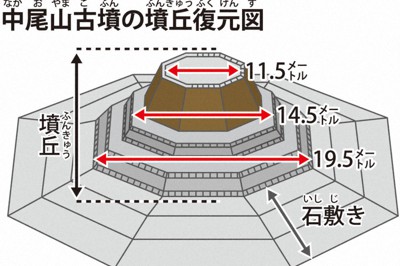 なか お やま こ ふん ふんきゅうふく げん ず
中尾山古墳の墳丘復元図
11.5メートル
14.5メートル
19.5メートル
墳丘
ふんきゅう
いし じ
石敷き